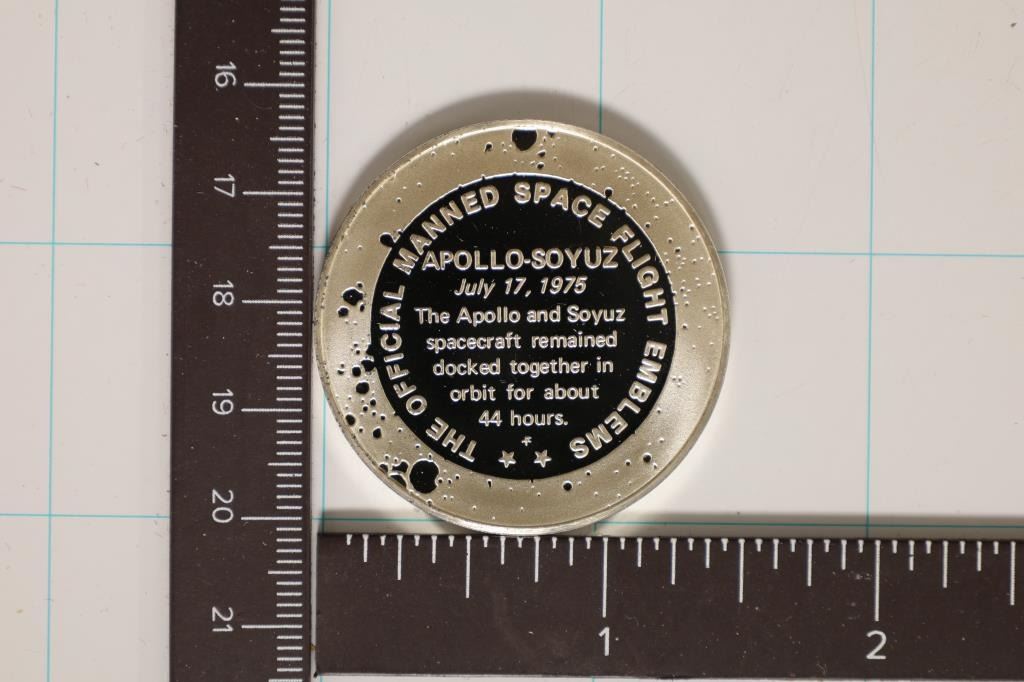 THE OFFICIAL MANNED SPACE FLIGHT EMBLEMS
APOLLO-SOYUZ
July 17, 1975
The Apollo and Soyuz
spacecraft remained
docked together in
orbit for about
44 hours.
16
17
18
19
20
21
1
2